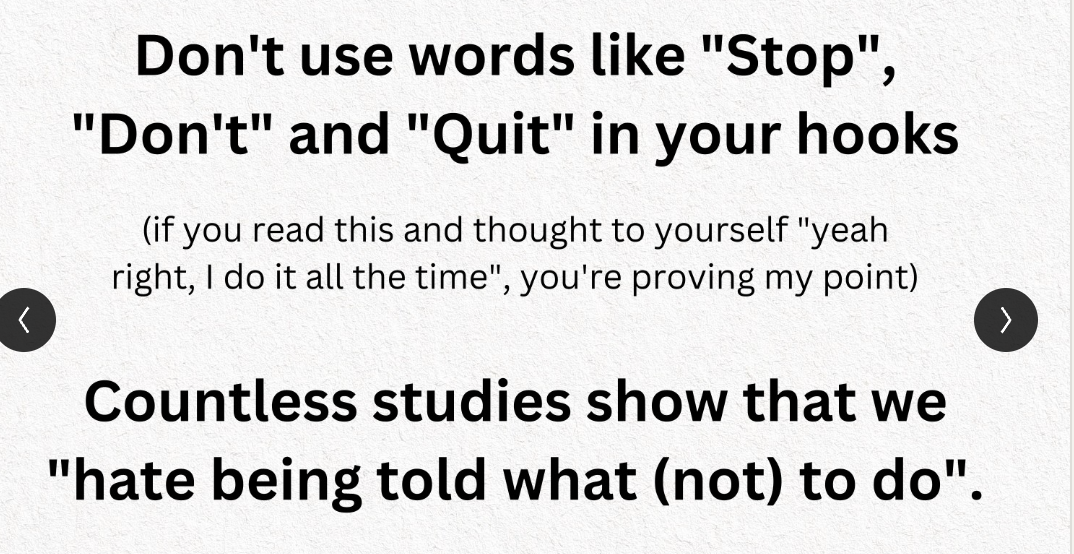 Don't use words like "Stop",
"Don't" and "Quit" in your hooks
(if you read this and thought to yourself "yeah
right, I do it all the time", you're proving my point)
Countless studies show that we
"hate being told what (not) to do".